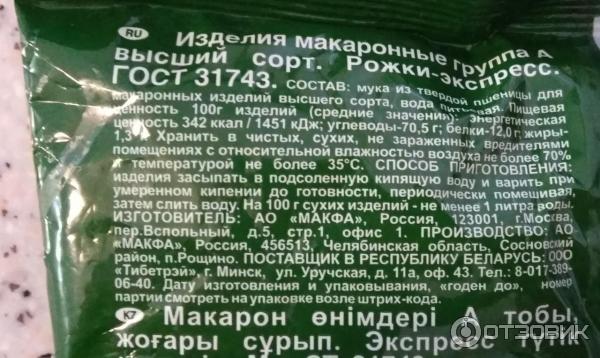 RU Изделия макаронные группа А
высший сорт. Рожки-экспресс.
ГОСТ 31743. СОСТАВ: мука из твердой пшеницы для
макаронных изделий высшего сорта, вода питьевая. Пищевая
ценность 100г изделий (средние значения): Энергетическая
ценность 342 ккал / 1451 кДж; углеводы-70,5 г; белки-12,0 г; жиры-
1,3 г. Хранить в чистых, сухих, не зараженных вредителями
помещениях с относительной влажностью воздуха не более 70%
и температурой не более 35°С. СПОСОБ ПРИГОТОВЛЕНИЯ:
изделия засыпать в подсоленную кипящую воду и варить при
умеренном кипении до готовности, периодически помешивая,
затем слить воду. На 100 г сухих изделий - не менее 1 литра воды.
ИЗГОТОВИТЕЛЬ: АО «МАКФА», Россия, 123001, г.Москва,
пер.Вспольный, д.5, стр.1, офис 1. ПРОИЗВОДСТВО: АО
«МАКФА», Россия, 456513, Челябинская область, Сосновский
район, п.Рощино. ПОСТАВЩИК В РЕСПУБЛИКУ БЕЛАРУСЬ: ООО
«Тибетрэй», г. Минск, ул. Уручская, д. 11а, оф. 43. Тел.: 8-017-389-
06-40. Дату изготовления и упаковывания, «годен до», номер
партии смотреть на упаковке возле штрих-кода.
KZ Макарон өнімдері А тобы,
жоғары сұрып. Экспресс түтік
ОТЗОВИК